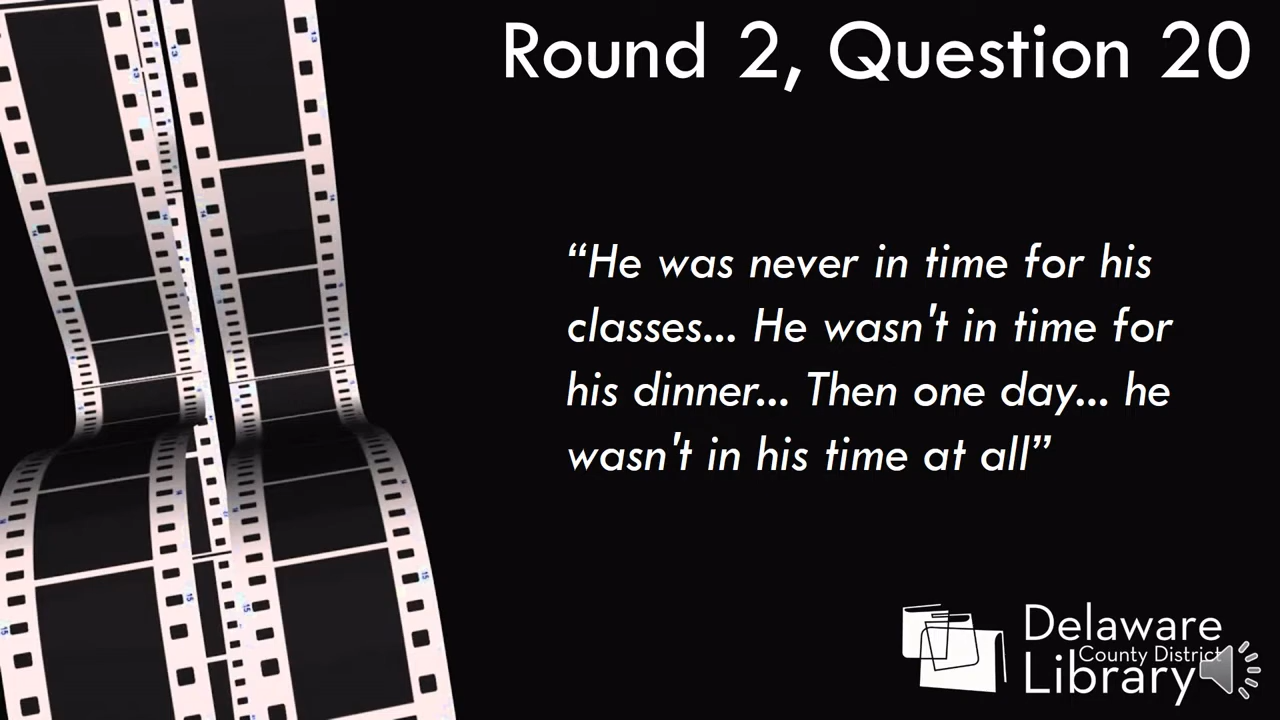 Round 2, Question 20
“He was never in time for his
classes... He wasn't in time for
his dinner... Then one day... he
wasn't in his time at all”
Delaware
County District
Library